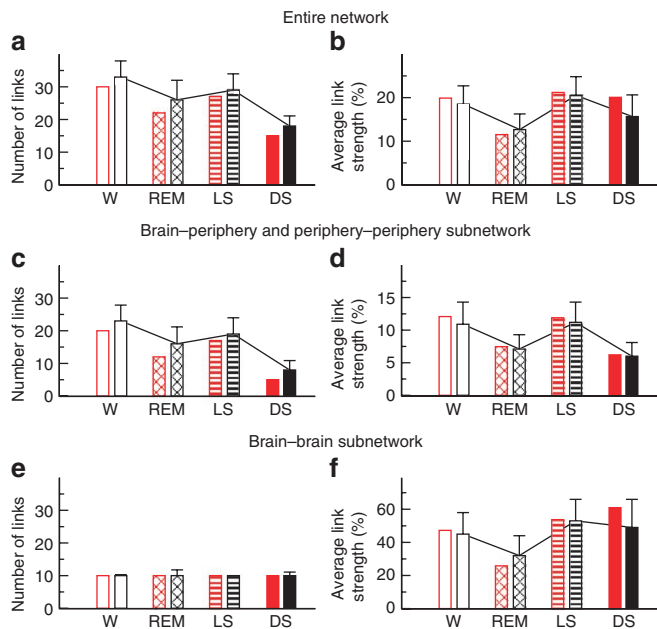 Entire network
a
Number of links
30
20
10
0
W REM LS DS
b
Average link
strength (%)
20
10
0
W REM LS DS
Brain–periphery and periphery–periphery subnetwork
c
Number of links
30
20
10
0
W REM LS DS
d
Average link
strength (%)
15
10
5
0
W REM LS DS
Brain–brain subnetwork
e
Number of links
30
20
10
0
W REM LS DS
f
Average link
strength (%)
60
40
20
0
W REM LS DS